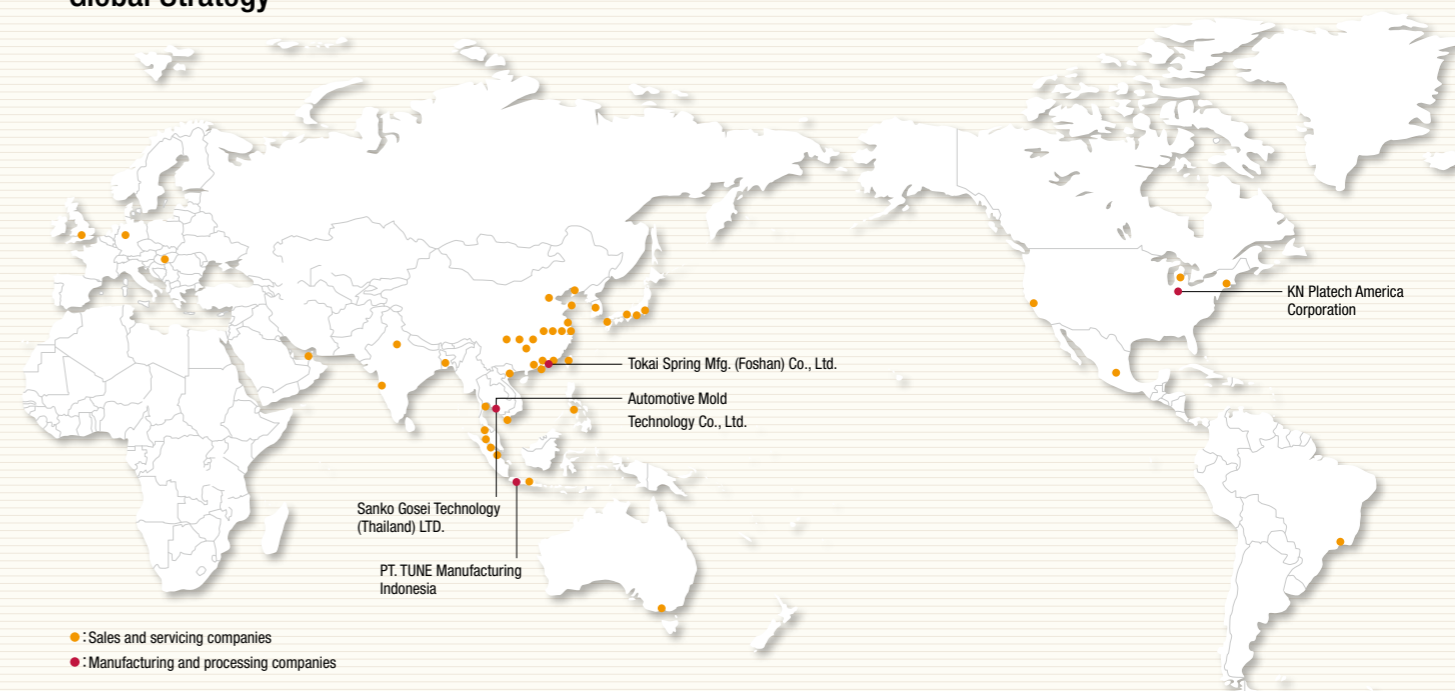 Global Strategy
KN Platech America
Corporation
Tokai Spring Mfg. (Foshan) Co., Ltd.
Automotive Mold
Technology Co., Ltd.
Sanko Gosei Technology
(Thailand) LTD.
PT. TUNE Manufacturing
Indonesia
●:Sales and servicing companies
●:Manufacturing and processing companies